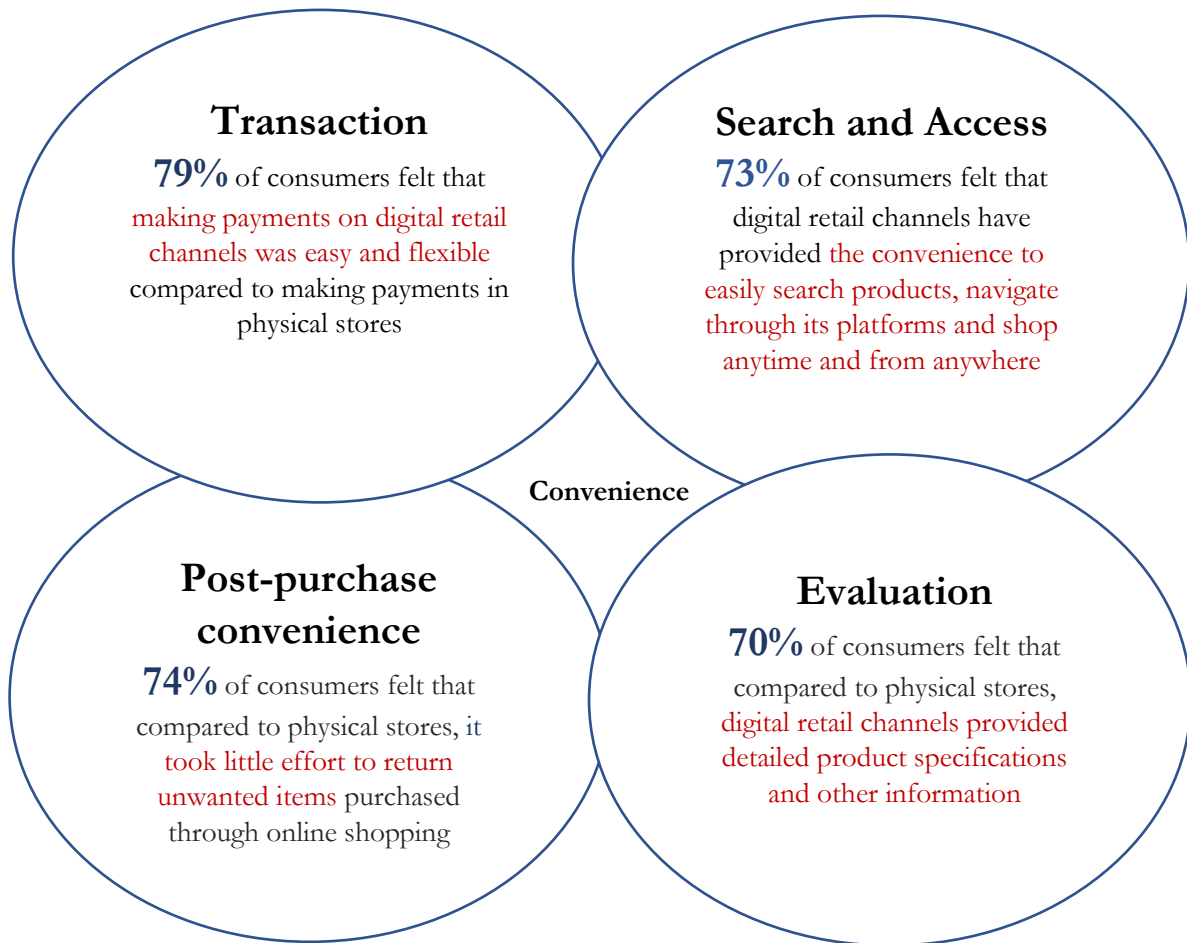 Transaction
79% of consumers felt that
making payments on digital retail
channels was easy and flexible
compared to making payments in
physical stores
Search and Access
73% of consumers felt that
digital retail channels have
provided the convenience to
easily search products, navigate
through its platforms and shop
anytime and from anywhere
Convenience
Post-purchase
convenience
74% of consumers felt that
compared to physical stores, it
took little effort to return
unwanted items purchased
through online shopping
Evaluation
70% of consumers felt that
compared to physical stores,
digital retail channels provided
detailed product specifications
and other information